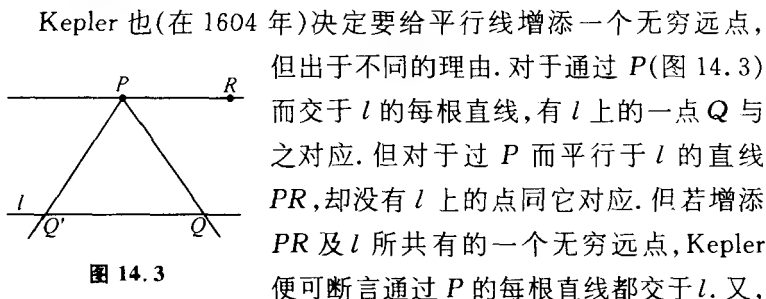 Kepler 也(在 1604 年)决定要给平行线增添一个无穷远点,
但出于不同的理由.对于通过 P(图 14.3)
而交于 l 的每根直线,有 l 上的一点 Q 与
之对应.但对于过 P 而平行于 l 的直线
PR,却没有 l 上的点同它对应.但若增添
PR 及 l 所共有的一个无穷远点,Kepler
便可断言通过 P 的每根直线都交于 l. 又,
P
R
l
Q′
Q
图 14.3